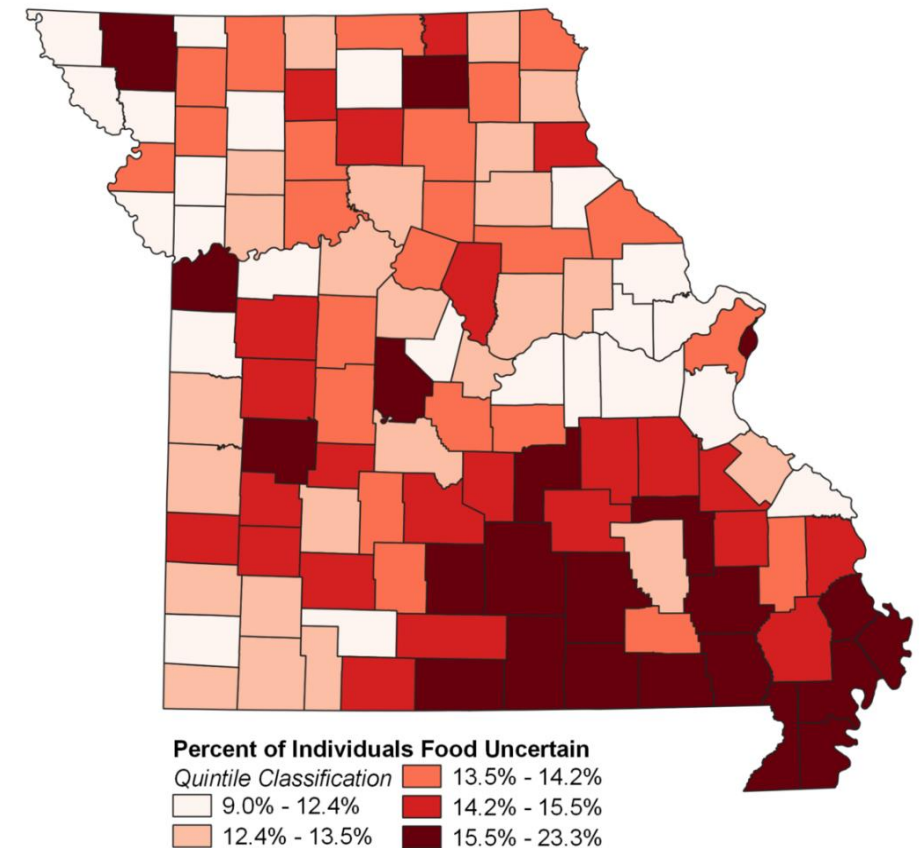 Percent of Individuals Food Uncertain
Quintile Classification
9.0% - 12.4%
12.4% - 13.5%
13.5% - 14.2%
14.2% - 15.5%
15.5% - 23.3%